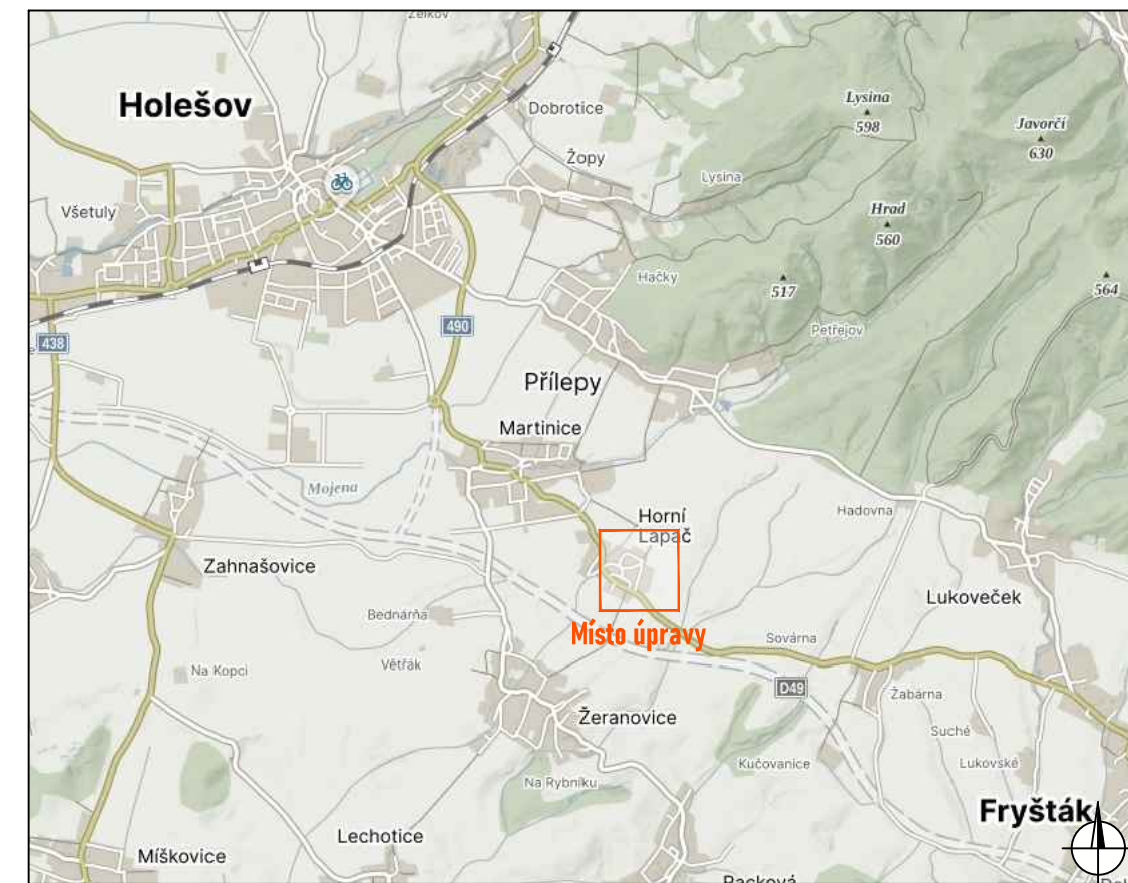 Želkov
Holešov
Dobrotice
Lysina
598
Javorčí
630
Žopy
Lysina
Všetuly
Hrad
560
Hačky
517
564
490
Petřejov
438
Přílepy
Martinice
Mojena
Horní
Lapač
Hadovna
Zahnašovice
Lukoveček
Bednárňa
Místo úpravy
Sovárna
Větřák
Na Kopci
D49
Žabárna
Žeranovice
Suché
Kučovanice
Lukovské
Na Rybníku
Fryšták
Lechotice
Míškovice
Racková